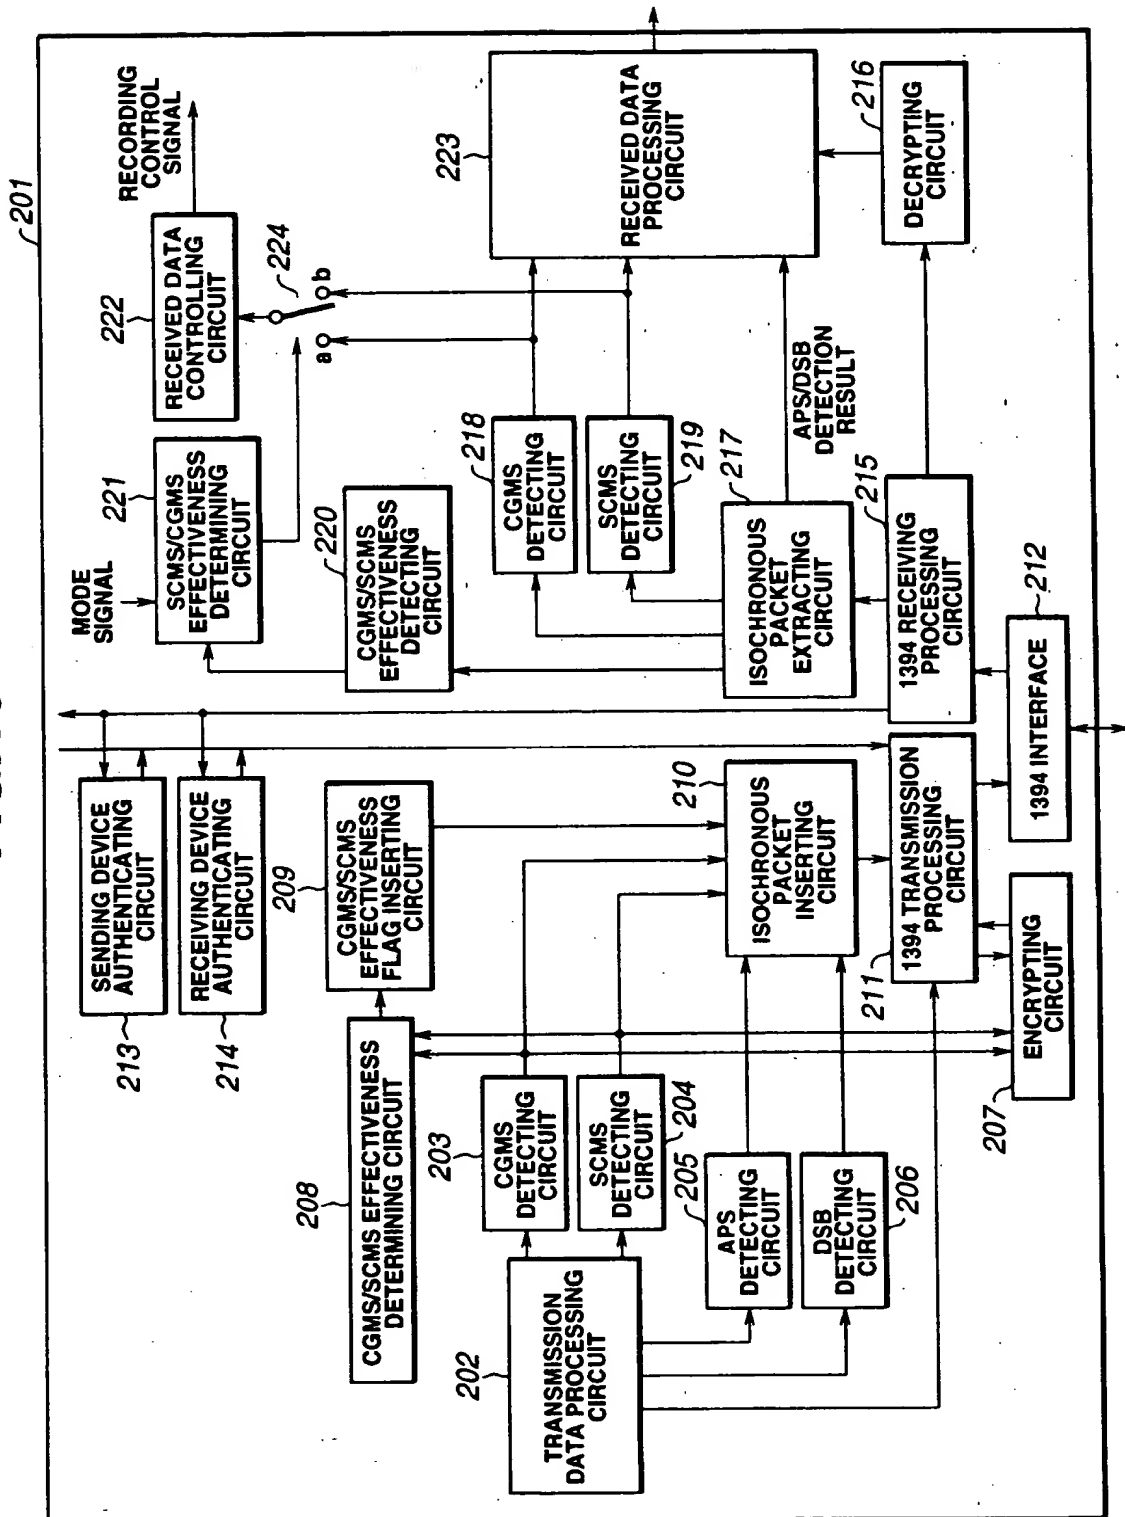 201
RECORDING
CONTROL
SIGNAL
222
RECEIVED DATA
CONTROLLING
CIRCUIT
224
a
b
MODE
SIGNAL
221
SCMS/CGMS
EFFECTIVENESS
DETERMINING
CIRCUIT
220
CGMS/SCMS
EFFECTIVENESS
DETECTING
CIRCUIT
218
CGMS
DETECTING
CIRCUIT
219
SCMS
DETECTING
CIRCUIT
223
RECEIVED DATA
PROCESSING
CIRCUIT
217
ISOCHRONOUS
PACKET
EXTRACTING
CIRCUIT
APS/DSB
DETECTION
RESULT
216
DECRYPTING
CIRCUIT
215
1394 RECEIVING
PROCESSING
CIRCUIT
212
1394 INTERFACE
213
SENDING DEVICE
AUTHENTICATING
CIRCUIT
214
RECEIVING DEVICE
AUTHENTICATING
CIRCUIT
209
CGMS/SCMS
EFFECTIVENESS
FLAG INSERTING
CIRCUIT
208
CGMS/SCMS EFFECTIVENESS
DETERMINING CIRCUIT
210
ISOCHRONOUS
PACKET
INSERTING
CIRCUIT
211
1394 TRANSMISSION
PROCESSING
CIRCUIT
207
ENCRYPTING
CIRCUIT
203
CGMS
DETECTING
CIRCUIT
204
SCMS
DETECTING
CIRCUIT
205
APS
DETECTING
CIRCUIT
206
DSB
DETECTING
CIRCUIT
202
TRANSMISSION
DATA PROCESSING
CIRCUIT